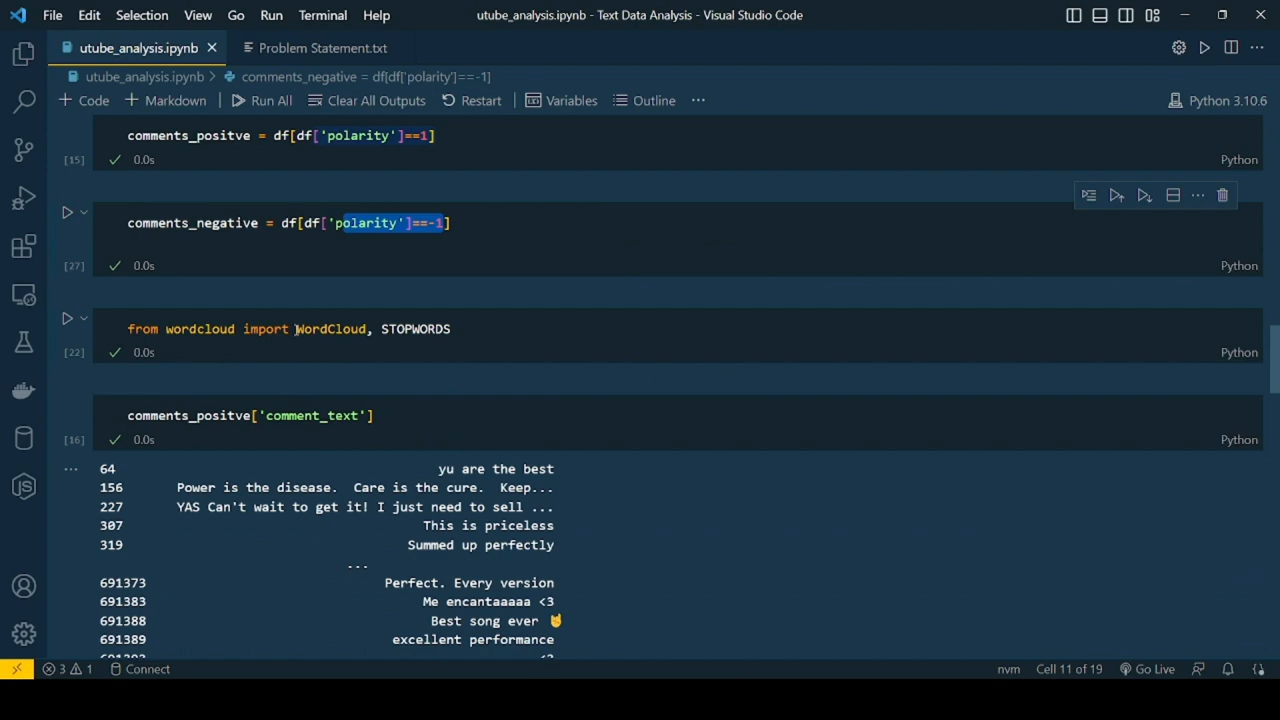 File Edit Selection View Go Run Terminal Help utube_analysis.ipynb - Text Data Analysis - Visual Studio Code
utube_analysis.ipynb Problem Statement.txt
utube_analysis.ipynb > comments_negative = df[df['polarity']==-1]
+ Code + Markdown Run All Clear All Outputs Restart Variables Outline ... Python 3.10.6
comments_positve = df[df['polarity']==1]
[15] 0.0s Python
comments_negative = df[df['polarity']==-1]
[27] 0.0s Python
from wordcloud import WordCloud, STOPWORDS
[22] 0.0s Python
comments_positve['comment_text']
[16] 0.0s Python
... 64 yu are the best
156 Power is the disease.  Care is the cure.  Keep...
227 YAS Can't wait to get it! I just need to sell ...
307 This is priceless
319 Summed up perfectly
...
691373 Perfect. Every version
691383 Me encantaaaaa <3
691388 Best song ever 🤘
691389 excellent performance
3 1 Connect nvm Cell 11 of 19 Go Live